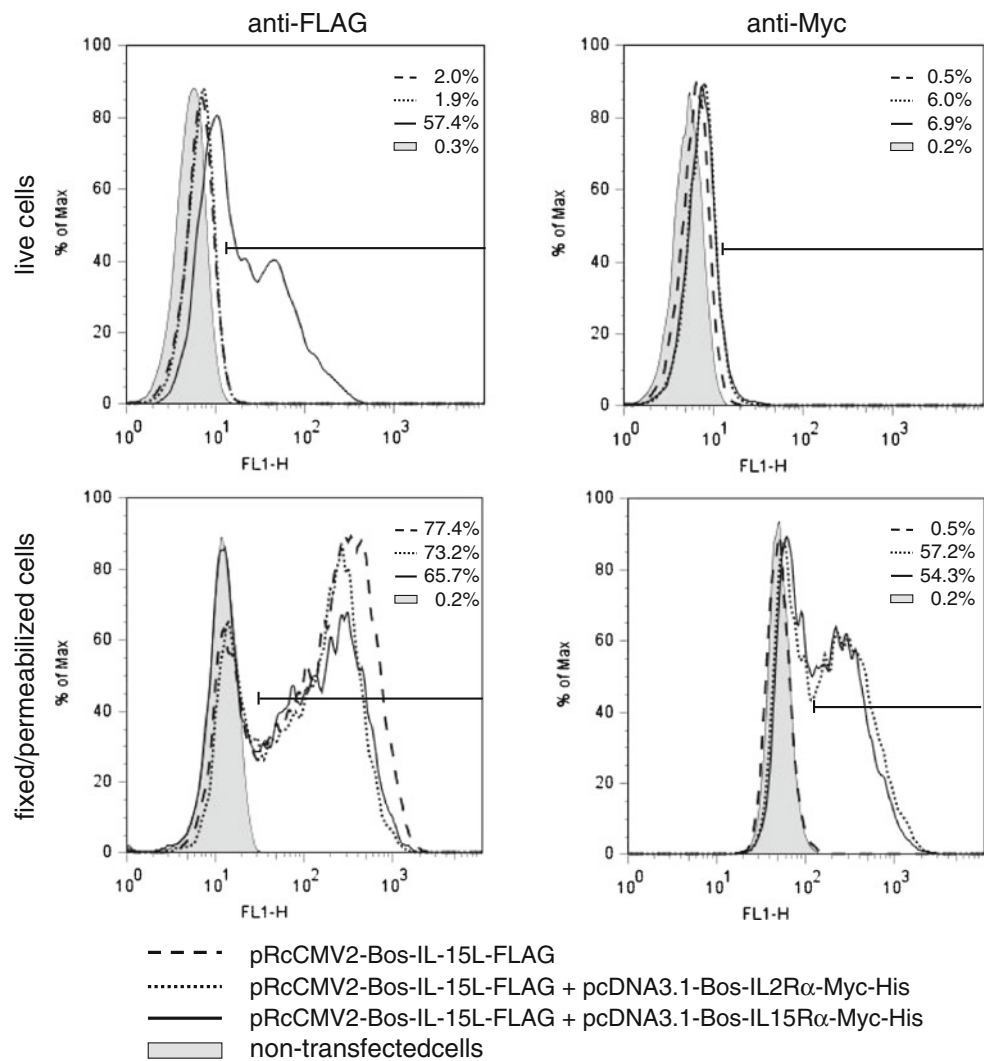 anti-FLAG
anti-Myc
live cells
fixed/permeabilized cells
100
80
60
40
20
0
% of Max
2.0%
1.9%
57.4%
0.3%
10^0 10^1 10^2 10^3
FL1-H
100
80
60
40
20
0
% of Max
0.5%
6.0%
6.9%
0.2%
10^0 10^1 10^2 10^3
FL1-H
100
80
60
40
20
0
% of Max
77.4%
73.2%
65.7%
0.2%
10^0 10^1 10^2 10^3
FL1-H
100
80
60
40
20
0
% of Max
0.5%
57.2%
54.3%
0.2%
10^0 10^1 10^2 10^3
FL1-H
pRcCMV2-Bos-IL-15L-FLAG
pRcCMV2-Bos-IL-15L-FLAG + pcDNA3.1-Bos-IL2Rα-Myc-His
pRcCMV2-Bos-IL-15L-FLAG + pcDNA3.1-Bos-IL15Rα-Myc-His
non-transfectedcells